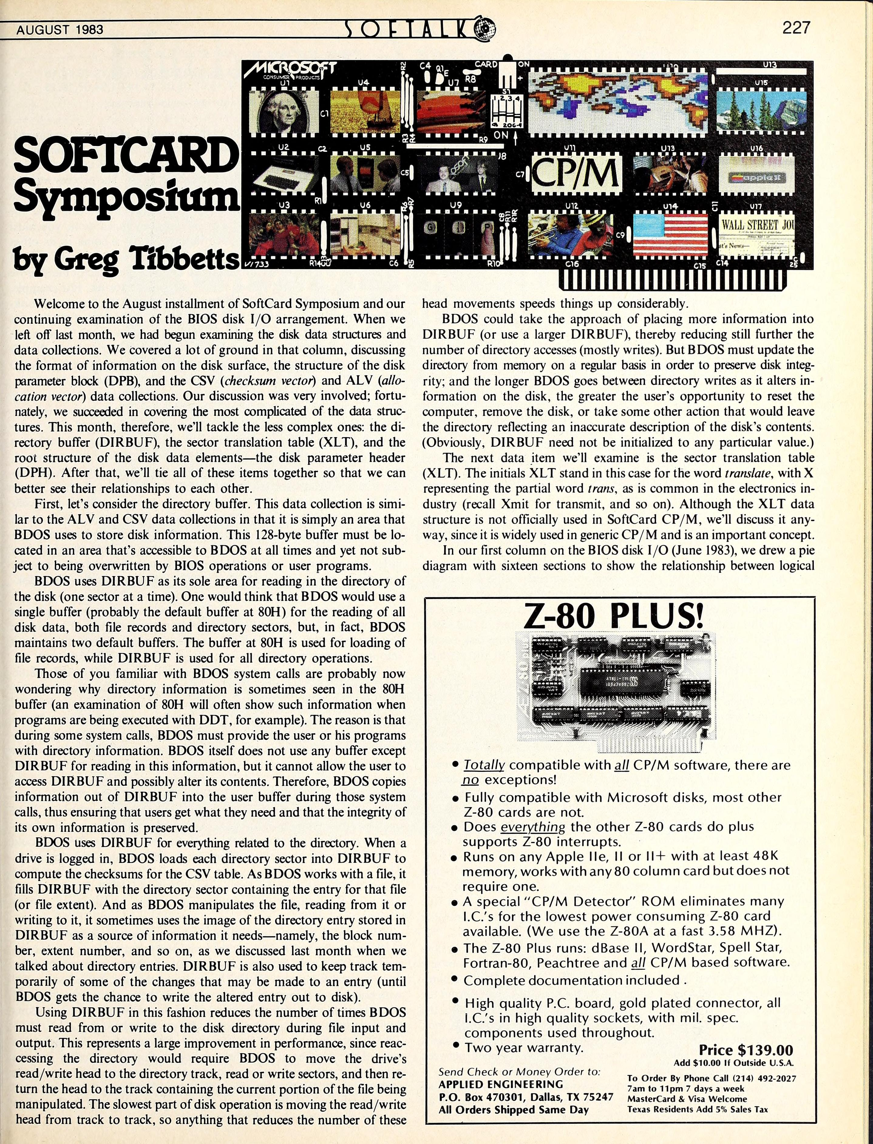 AUGUST 1983
SOFTALK
227
SOFTCARD
Symposium
by Greg Tibbetts
MICROSOFT
CONSUMER PRODUCTS
U1
U4
C4
Q1
U7
R8
CARD
ON
U13
U15
C1
R2
R3
R4
R9
1 2 3 4
ON
U2
C2
U5
C5
J8
C7
U11
CP/M
U13
U16
apple II
R1
U3
U6
U9
U12
C9
U14
C11
U17
WALL STREET JOU
C6
R5
R10
C16
C15
C14
Welcome to the August installment of SoftCard Symposium and our
continuing examination of the BIOS disk I/O arrangement. When we
left off last month, we had begun examining the disk data structures and
data collections. We covered a lot of ground in that column, discussing
the format of information on the disk surface, the structure of the disk
parameter block (DPB), and the CSV (checksum vector) and ALV (allo-
cation vector) data collections. Our discussion was very involved; fortu-
nately, we succeeded in covering the most complicated of the data struc-
tures. This month, therefore, we'll tackle the less complex ones: the di-
rectory buffer (DIRBUF), the sector translation table (XLT), and the
root structure of the disk data elements—the disk parameter header
(DPH). After that, we'll tie all of these items together so that we can
better see their relationships to each other.
First, let's consider the directory buffer. This data collection is simi-
lar to the ALV and CSV data collections in that it is simply an area that
BDOS uses to store disk information. This 128-byte buffer must be lo-
cated in an area that's accessible to BDOS at all times and yet not sub-
ject to being overwritten by BIOS operations or user programs.
BDOS uses DIRBUF as its sole area for reading in the directory of
the disk (one sector at a time). One would think that BDOS would use a
single buffer (probably the default buffer at 80H) for the reading of all
disk data, both file records and directory sectors, but, in fact, BDOS
maintains two default buffers. The buffer at 80H is used for loading of
file records, while DIRBUF is used for all directory operations.
Those of you familiar with BDOS system calls are probably now
wondering why directory information is sometimes seen in the 80H
buffer (an examination of 80H will often show such information when
programs are being executed with DDT, for example). The reason is that
during some system calls, BDOS must provide the user or his programs
with directory information. BDOS itself does not use any buffer except
DIRBUF for reading in this information, but it cannot allow the user to
access DIRBUF and possibly alter its contents. Therefore, BDOS copies
information out of DIRBUF into the user buffer during those system
calls, thus ensuring that users get what they need and that the integrity of
its own information is preserved.
BDOS uses DIRBUF for everything related to the directory. When a
drive is logged in, BDOS loads each directory sector into DIRBUF to
compute the checksums for the CSV table. As BDOS works with a file, it
fills DIRBUF with the directory sector containing the entry for that file
(or file extent). And as BDOS manipulates the file, reading from it or
writing to it, it sometimes uses the image of the directory entry stored in
DIRBUF as a source of information it needs—namely, the block num-
ber, extent number, and so on, as we discussed last month when we
talked about directory entries. DIRBUF is also used to keep track tem-
porarily of some of the changes that may be made to an entry (until
BDOS gets the chance to write the altered entry out to disk).
Using DIRBUF in this fashion reduces the number of times BDOS
must read from or write to the disk directory during file input and
output. This represents a large improvement in performance, since reac-
cessing the directory would require BDOS to move the drive's
read/write head to the directory track, read or write sectors, and then re-
turn the head to the track containing the current portion of the file being
manipulated. The slowest part of disk operation is moving the read/write
head from track to track, so anything that reduces the number of these
head movements speeds things up considerably.
BDOS could take the approach of placing more information into
DIRBUF (or use a larger DIRBUF), thereby reducing still further the
number of directory accesses (mostly writes). But BDOS must update the
directory from memory on a regular basis in order to preserve disk integ-
rity; and the longer BDOS goes between directory writes as it alters in-
formation on the disk, the greater the user's opportunity to reset the
computer, remove the disk, or take some other action that would leave
the directory reflecting an inaccurate description of the disk's contents.
(Obviously, DIRBUF need not be initialized to any particular value.)
The next data item we'll examine is the sector translation table
(XLT). The initials XLT stand in this case for the word translate, with X
representing the partial word trans, as is common in the electronics in-
dustry (recall Xmit for transmit, and so on). Although the XLT data
structure is not officially used in SoftCard CP/M, we'll discuss it any-
way, since it is widely used in generic CP/M and is an important concept.
In our first column on the BIOS disk I/O (June 1983), we drew a pie
diagram with sixteen sections to show the relationship between logical
Z-80 PLUS!
• Totally compatible with all CP/M software, there are
no exceptions!
• Fully compatible with Microsoft disks, most other
Z-80 cards are not.
• Does everything the other Z-80 cards do plus
supports Z-80 interrupts.
• Runs on any Apple IIe, II or II+ with at least 48K
memory, works with any 80 column card but does not
require one.
• A special "CP/M Detector" ROM eliminates many
I.C.'s for the lowest power consuming Z-80 card
available. (We use the Z-80A at a fast 3.58 MHZ).
• The Z-80 Plus runs: dBase II, WordStar, Spell Star,
Fortran-80, Peachtree and all CP/M based software.
• Complete documentation included .
• High quality P.C. board, gold plated connector, all
I.C.'s in high quality sockets, with mil. spec.
components used throughout.
• Two year warranty.
Price $139.00
Add $10.00 If Outside U.S.A.
Send Check or Money Order to:
APPLIED ENGINEERING
P.O. Box 470301, Dallas, TX 75247
All Orders Shipped Same Day
To Order By Phone Call (214) 492-2027
7am to 11pm 7 days a week
MasterCard & Visa Welcome
Texas Residents Add 5% Sales Tax